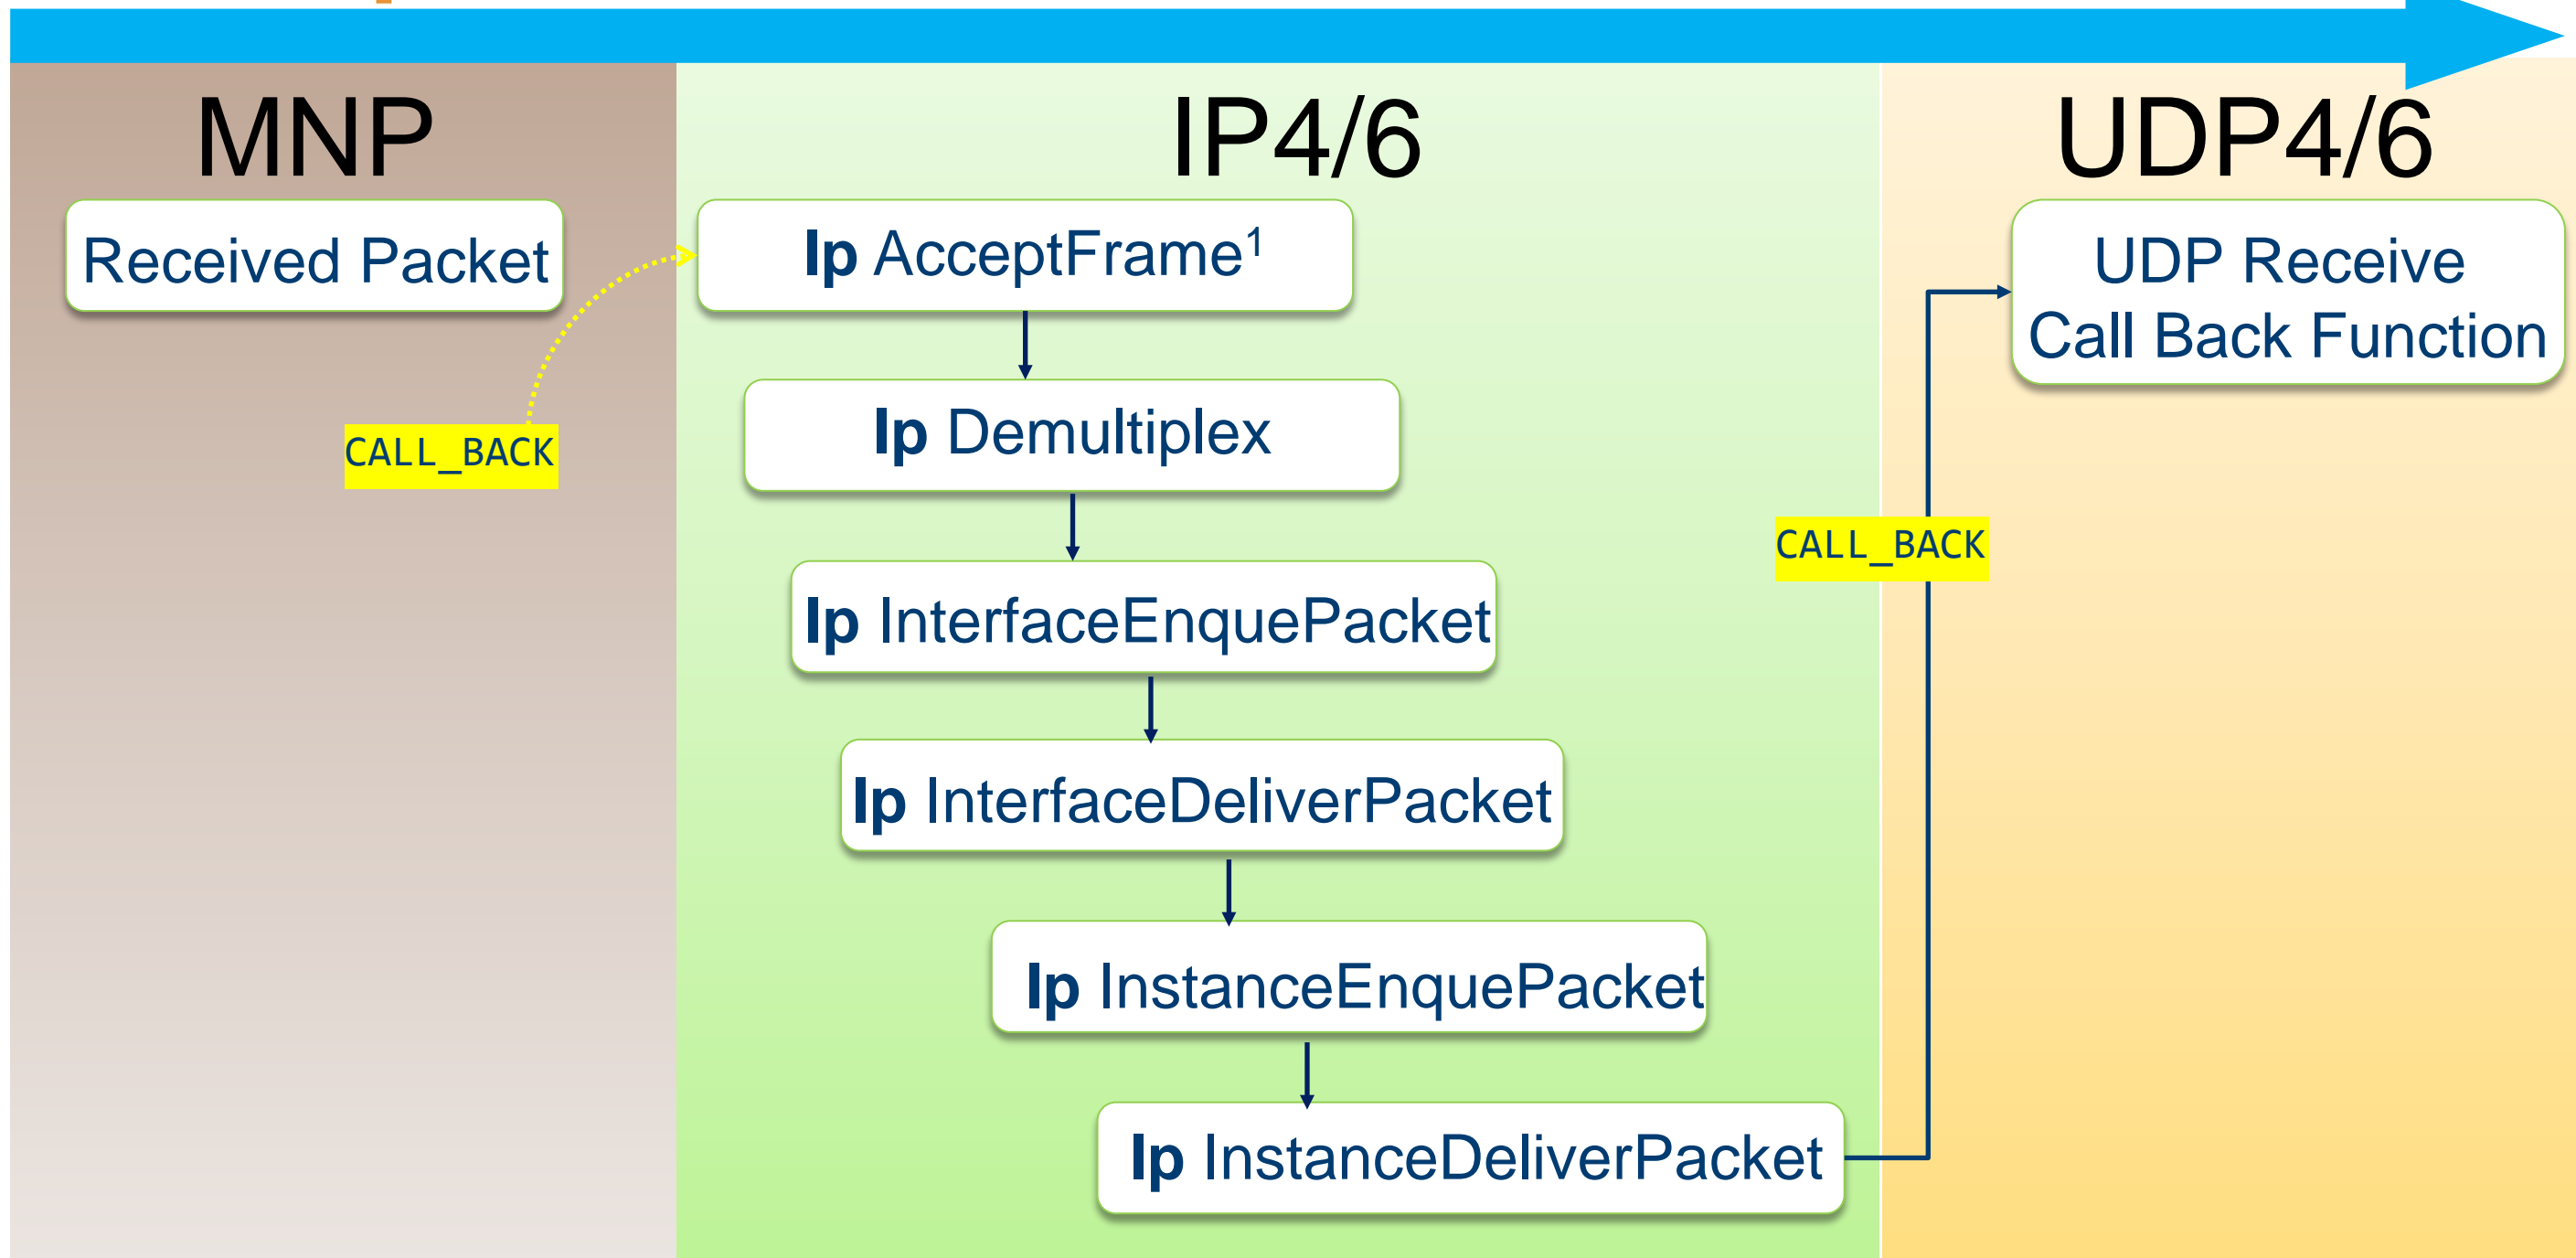 MNP
Received Packet
CALL_BACK
IP4/6
Ip AcceptFrame¹
Ip Demultiplex
Ip InterfaceEnquePacket
Ip InterfaceDeliverPacket
Ip InstanceEnquePacket
Ip InstanceDeliverPacket
CALL_BACK
UDP4/6
UDP Receive
Call Back Function